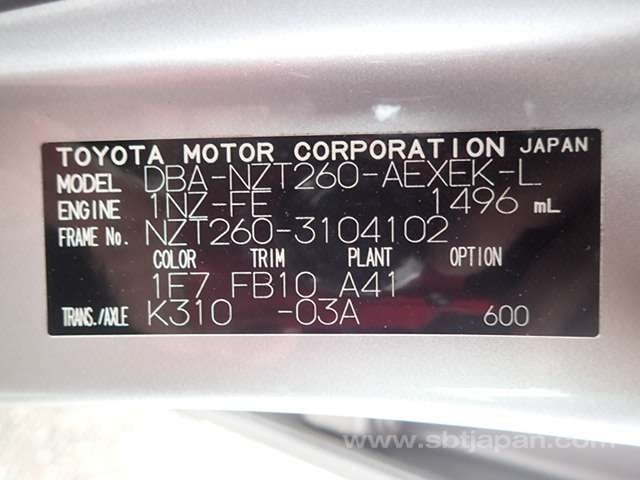 TOYOTA MOTOR CORPORATION JAPAN
MODEL DBA-NZT260-AEXEK-L
ENGINE 1NZ-FE 1496 mL
FRAME No. NZT260-3104102
COLOR TRIM PLANT OPTION
1E7 FB10 A41
TRANS./AXLE K310 -03A 600
www.sbtjapan.com